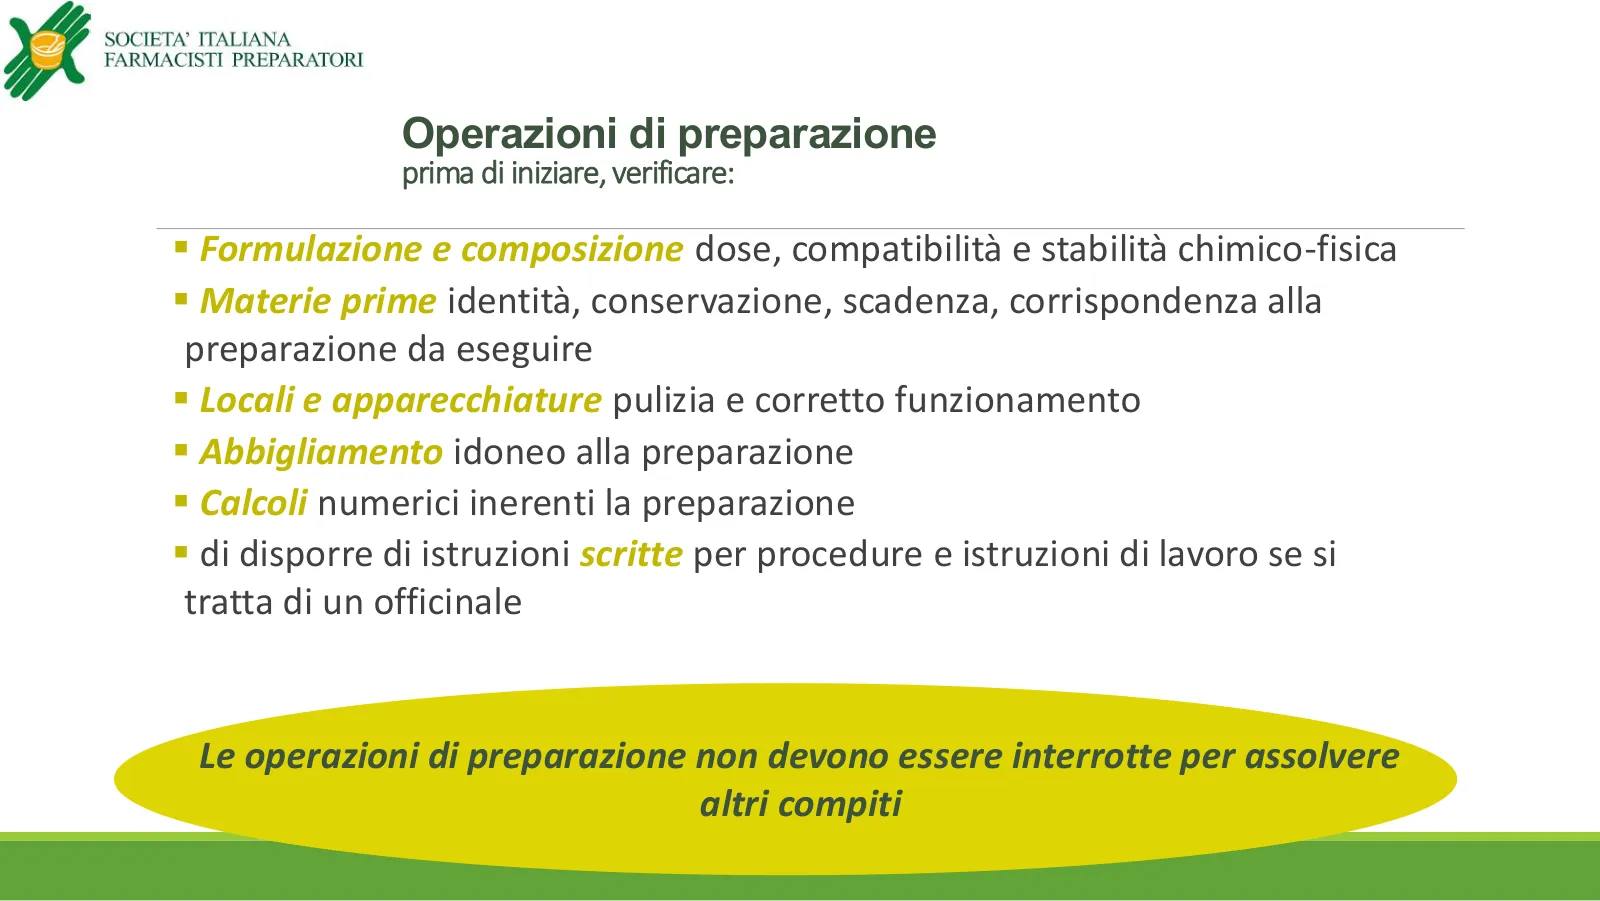 SOCIETA’ ITALIANA
FARMACISTI PREPARATORI
Operazioni di preparazione
prima di iniziare, verificare:
▪ Formulazione e composizione dose, compatibilità e stabilità chimico-fisica
▪ Materie prime identità, conservazione, scadenza, corrispondenza alla
preparazione da eseguire
▪ Locali e apparecchiature pulizia e corretto funzionamento
▪ Abbigliamento idoneo alla preparazione
▪ Calcoli numerici inerenti la preparazione
▪ di disporre di istruzioni scritte per procedure e istruzioni di lavoro se si
tratta di un officinale
Le operazioni di preparazione non devono essere interrotte per assolvere
altri compiti